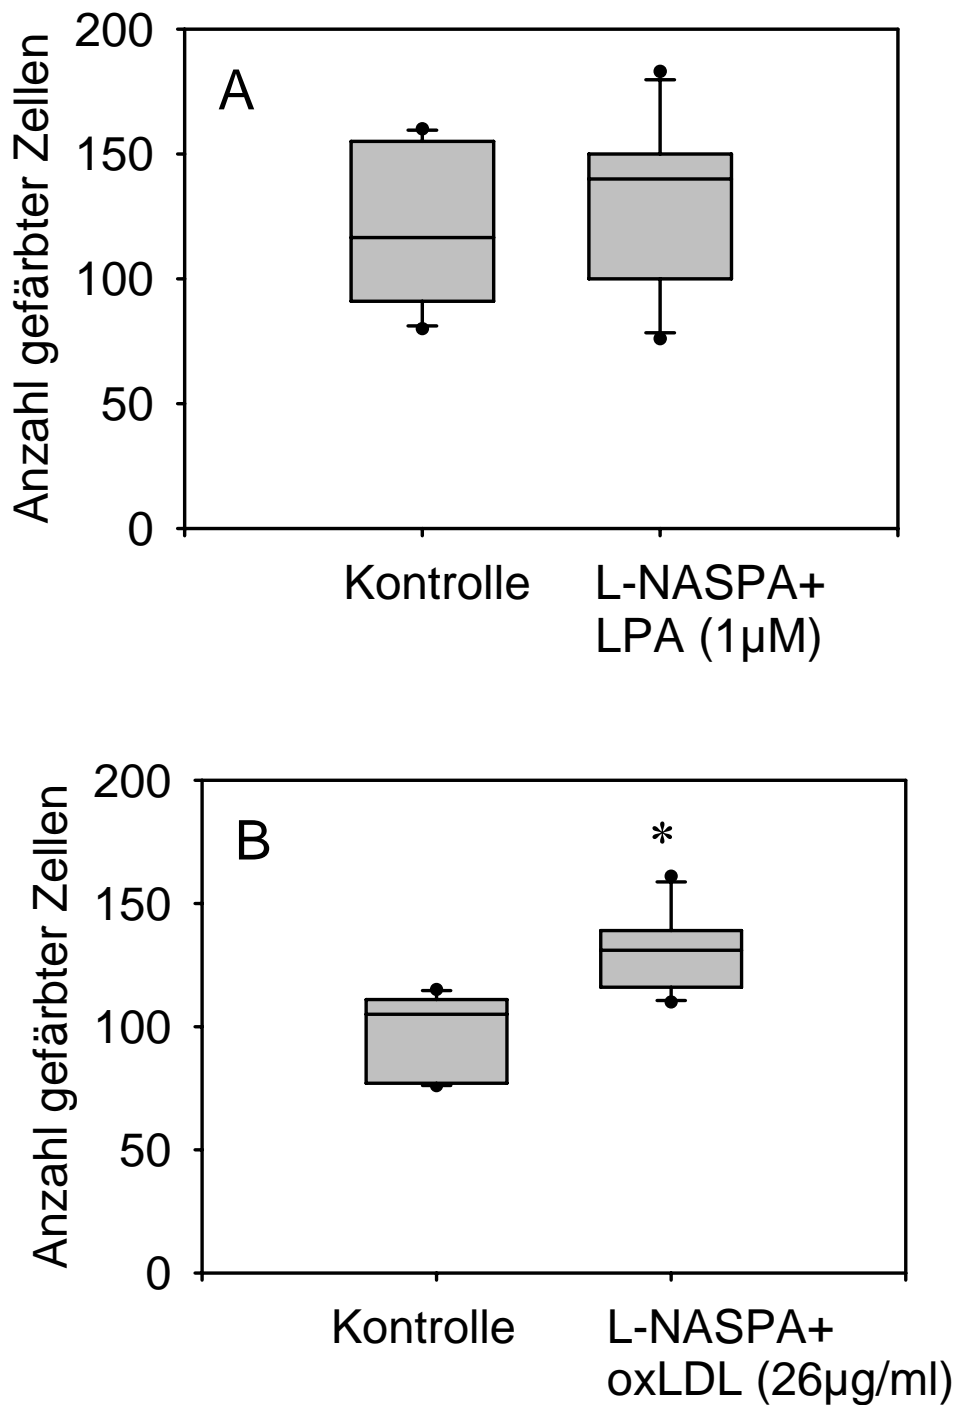 200
A
150
100
50
0
Anzahl gefärbter Zellen
Kontrolle
L-NASPA+
LPA (1µM)
200
B
*
150
100
50
0
Anzahl gefärbter Zellen
Kontrolle
L-NASPA+
oxLDL (26µg/ml)